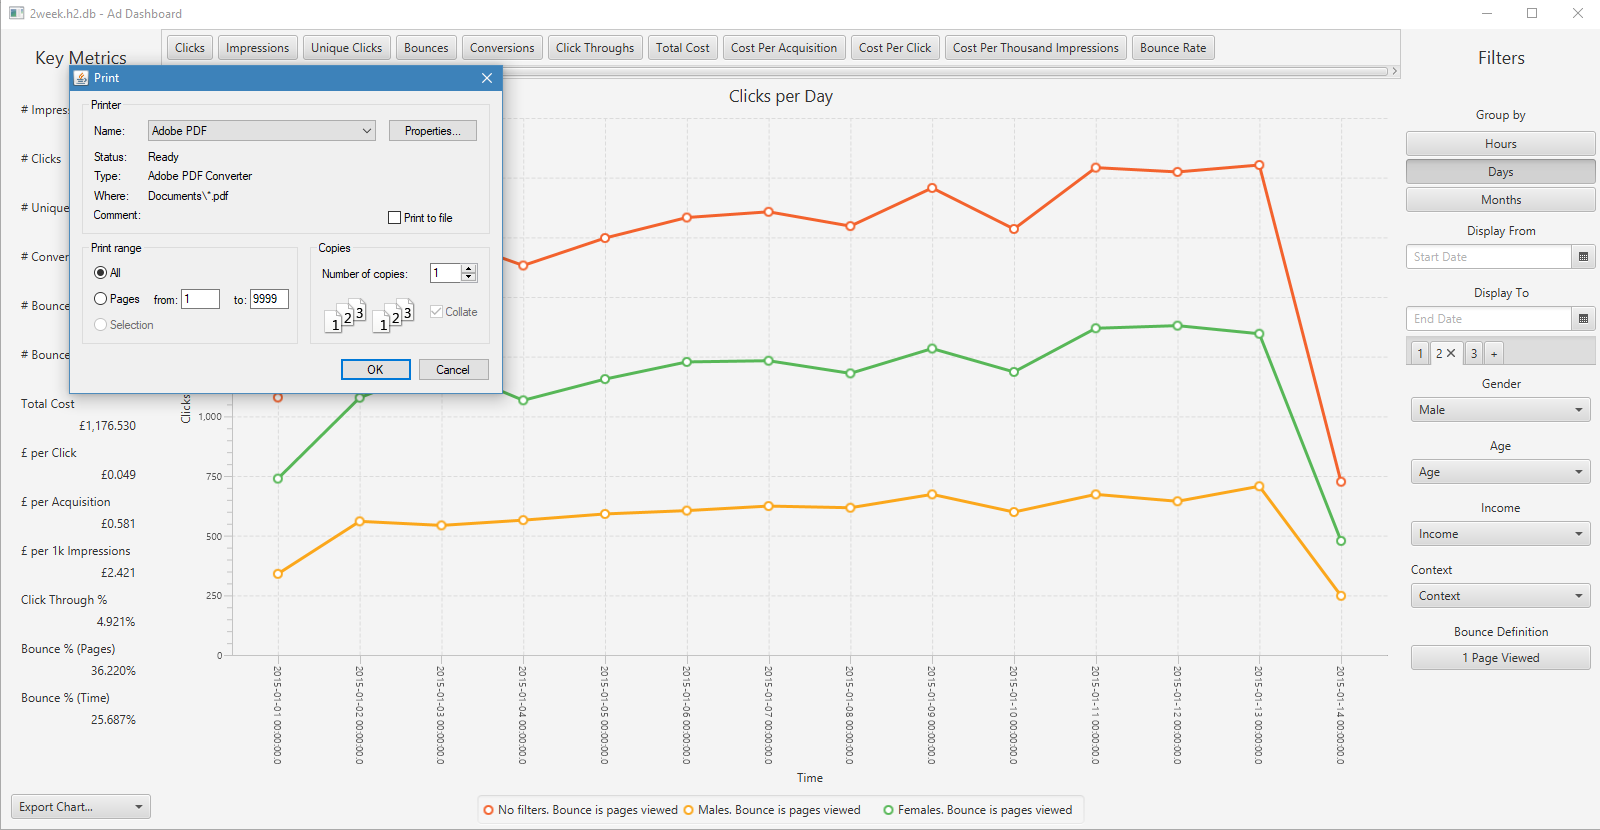 2week.h2.db - Ad Dashboard
Clicks
Impressions
Unique Clicks
Bounces
Conversions
Click Throughs
Total Cost
Cost Per Acquisition
Cost Per Click
Cost Per Thousand Impressions
Bounce Rate
Key Metrics
# Impres
# Clicks
# Unique
# Conver
# Bounce
# Bounce
Total Cost
£1,176.530
£ per Click
£0.049
£ per Acquisition
£0.581
£ per 1k Impressions
£2.421
Click Through %
4.921%
Bounce % (Pages)
36.220%
Bounce % (Time)
25.687%
Export Chart...
Print
Printer
Name:
Adobe PDF
Properties...
Status: Ready
Type: Adobe PDF Converter
Where: Documents\*.pdf
Comment:
Print to file
Print range
All
Pages from: 1 to: 9999
Selection
Copies
Number of copies: 1
1 2 3 1 2 3
Collate
OK
Cancel
Clicks per Day
Clicks
1,000
750
500
250
0
2015-01-01 00:00:00.0
2015-01-02 00:00:00.0
2015-01-03 00:00:00.0
2015-01-04 00:00:00.0
2015-01-05 00:00:00.0
2015-01-06 00:00:00.0
2015-01-07 00:00:00.0
2015-01-08 00:00:00.0
2015-01-09 00:00:00.0
2015-01-10 00:00:00.0
2015-01-11 00:00:00.0
2015-01-12 00:00:00.0
2015-01-13 00:00:00.0
2015-01-14 00:00:00.0
Time
No filters. Bounce is pages viewed
Males. Bounce is pages viewed
Females. Bounce is pages viewed
Filters
Group by
Hours
Days
Months
Display From
Start Date
Display To
End Date
1 2 3 +
Gender
Male
Age
Age
Income
Income
Context
Context
Bounce Definition
1 Page Viewed